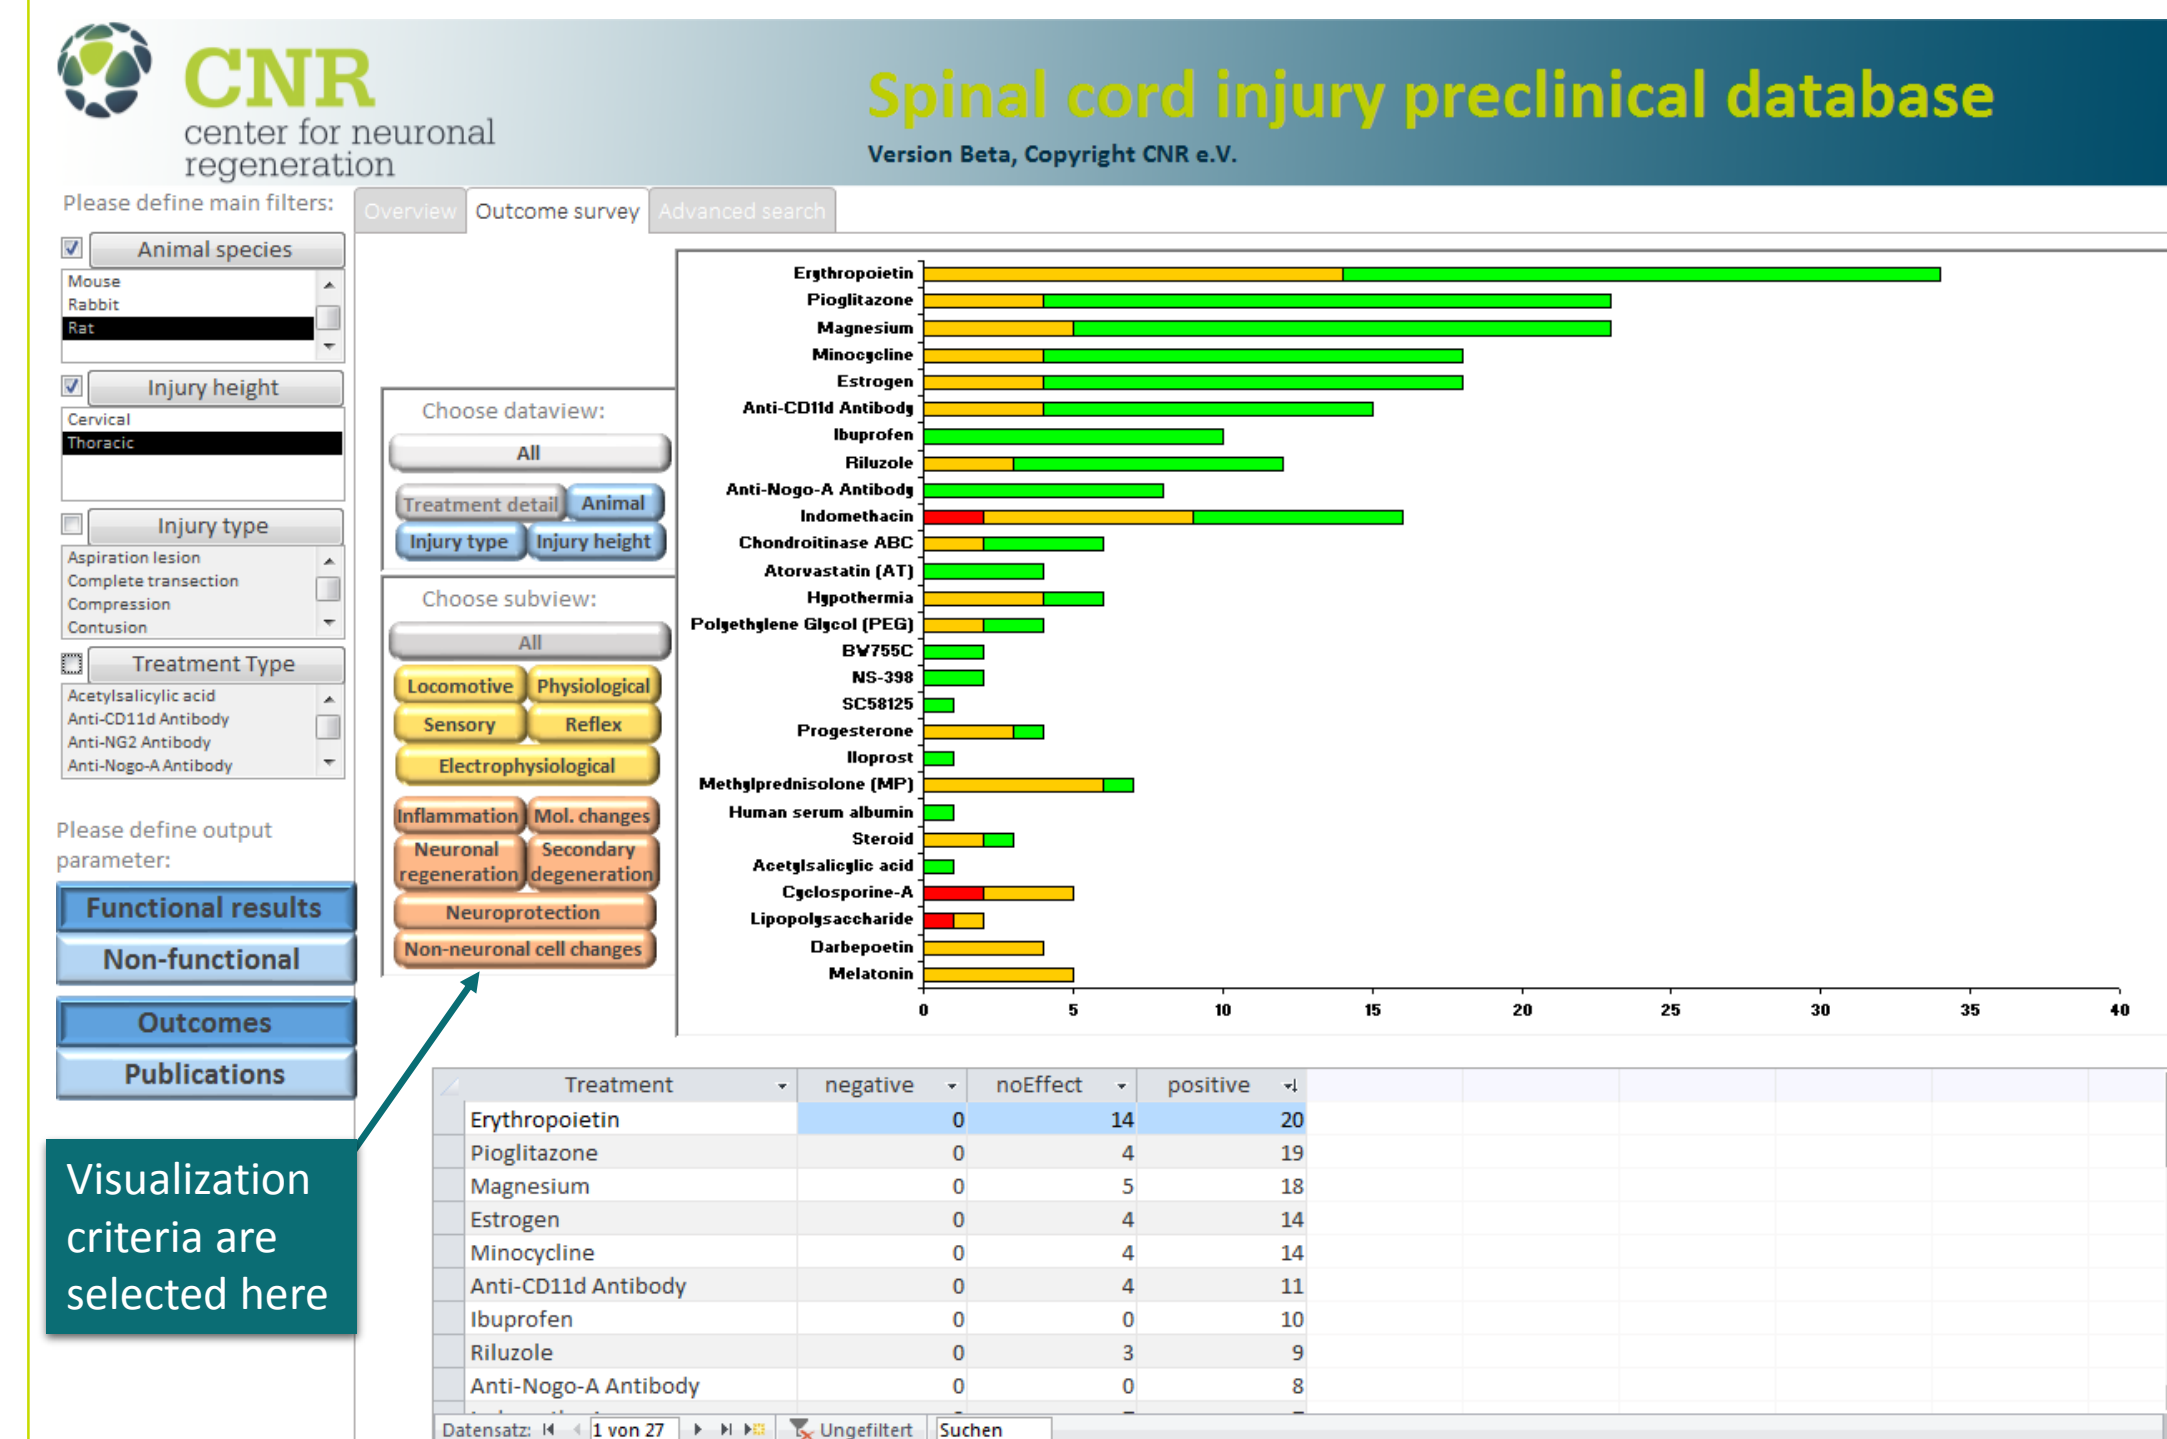 CNR
center for neuronal
regeneration
Spinal cord injury preclinical database
Version Beta, Copyright CNR e.V.
Please define main filters:
Animal species
Mouse
Rabbit
Rat
Injury height
Cervical
Thoracic
Injury type
Aspiration lesion
Complete transection
Compression
Contusion
Treatment Type
Acetylsalicylic acid
Anti-CD11d Antibody
Anti-NG2 Antibody
Anti-Nogo-A Antibody
Please define output
parameter:
Functional results
Non-functional
Outcomes
Publications
Visualization
criteria are
selected here
Overview Outcome survey Advanced search
Choose dataview:
All
Treatment detail Animal
Injury type Injury height
Choose subview:
All
Locomotive Physiological
Sensory Reflex
Electrophysiological
Inflammation Mol. changes
Neuronal regeneration Secondary degeneration
Neuroprotection
Non-neuronal cell changes
Erythropoietin
Pioglitazone
Magnesium
Minocycline
Estrogen
Anti-CD11d Antibody
Ibuprofen
Riluzole
Anti-Nogo-A Antibody
Indomethacin
Chondroitinase ABC
Atorvastatin (AT)
Hypothermia
Polyethylene Glycol (PEG)
BW755C
NS-398
SC58125
Progesterone
Iloprost
Methylprednisolone (MP)
Human serum albumin
Steroid
Acetylsalicylic acid
Cyclosporine-A
Lipopolysaccharide
Darbepoetin
Melatonin
0 5 10 15 20 25 30 35 40
Treatment negative noEffect positive
Erythropoietin 0 14 20
Pioglitazone 0 4 19
Magnesium 0 5 18
Estrogen 0 4 14
Minocycline 0 4 14
Anti-CD11d Antibody 0 4 11
Ibuprofen 0 0 10
Riluzole 0 3 9
Anti-Nogo-A Antibody 0 0 8
Datensatz: 1 von 27 Ungefiltert Suchen